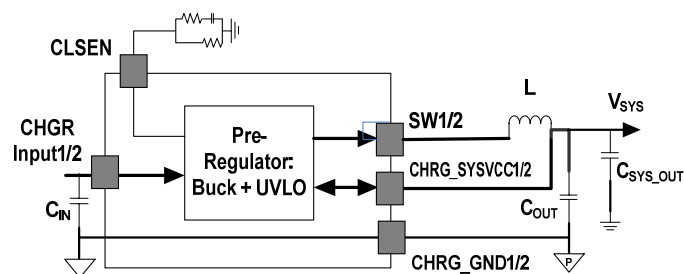 CLSEN
L
CHGR
Input1/2
Pre-
Regulator:
Buck + UVLO
SW1/2
VSYS
CHRG_SYSVCC1/2
CSYS_OUT
CIN
COUT
CHRG_GND1/2
P